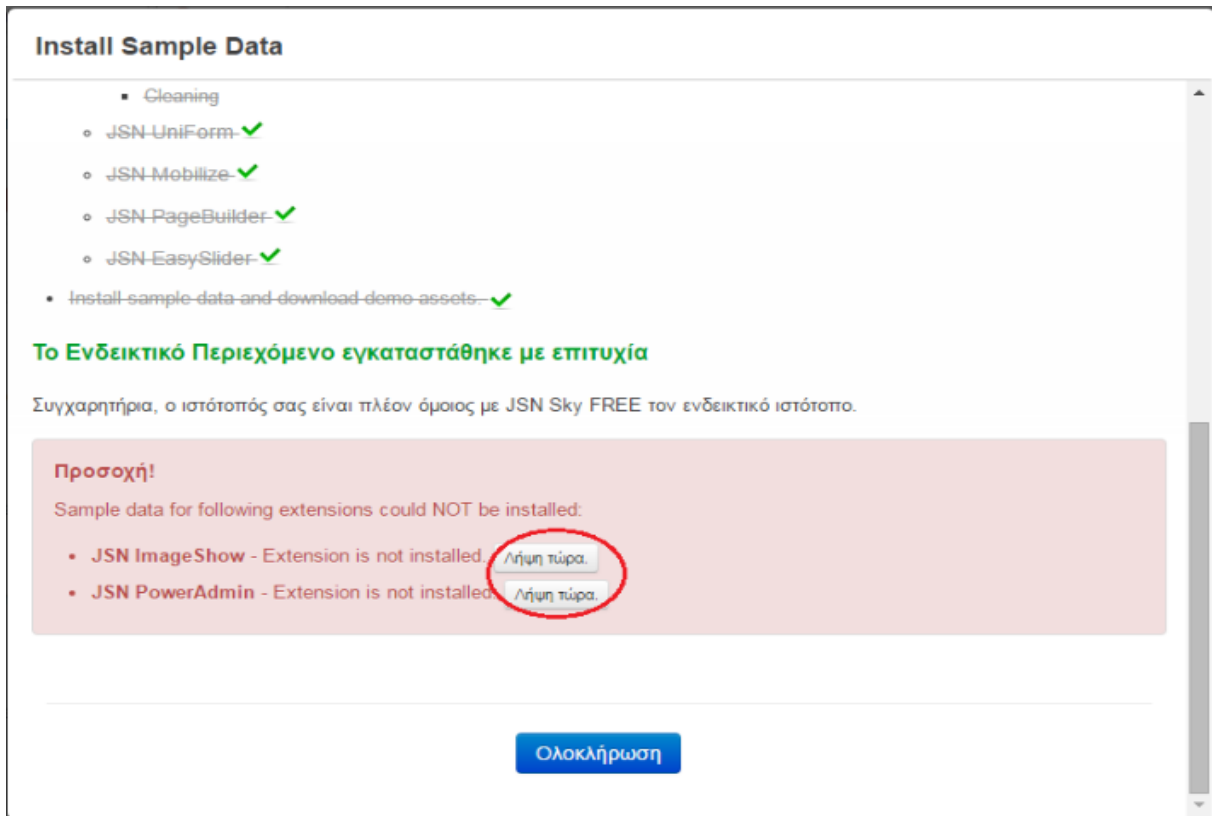 Install Sample Data
Cleaning
JSN UniForm
JSN Mobilize
JSN PageBuilder
JSN EasySlider
Install sample data and download demo assets.
Το Ενδεικτικό Περιεχόμενο εγκαταστάθηκε με επιτυχία
Συγχαρητήρια, ο ιστότοπός σας είναι πλέον όμοιος με JSN Sky FREE τον ενδεικτικό ιστότοπο.
Προσοχή!
Sample data for following extensions could NOT be installed:
JSN ImageShow - Extension is not installed. Λήψη τώρα.
JSN PowerAdmin - Extension is not installed. Λήψη τώρα.
Ολοκλήρωση